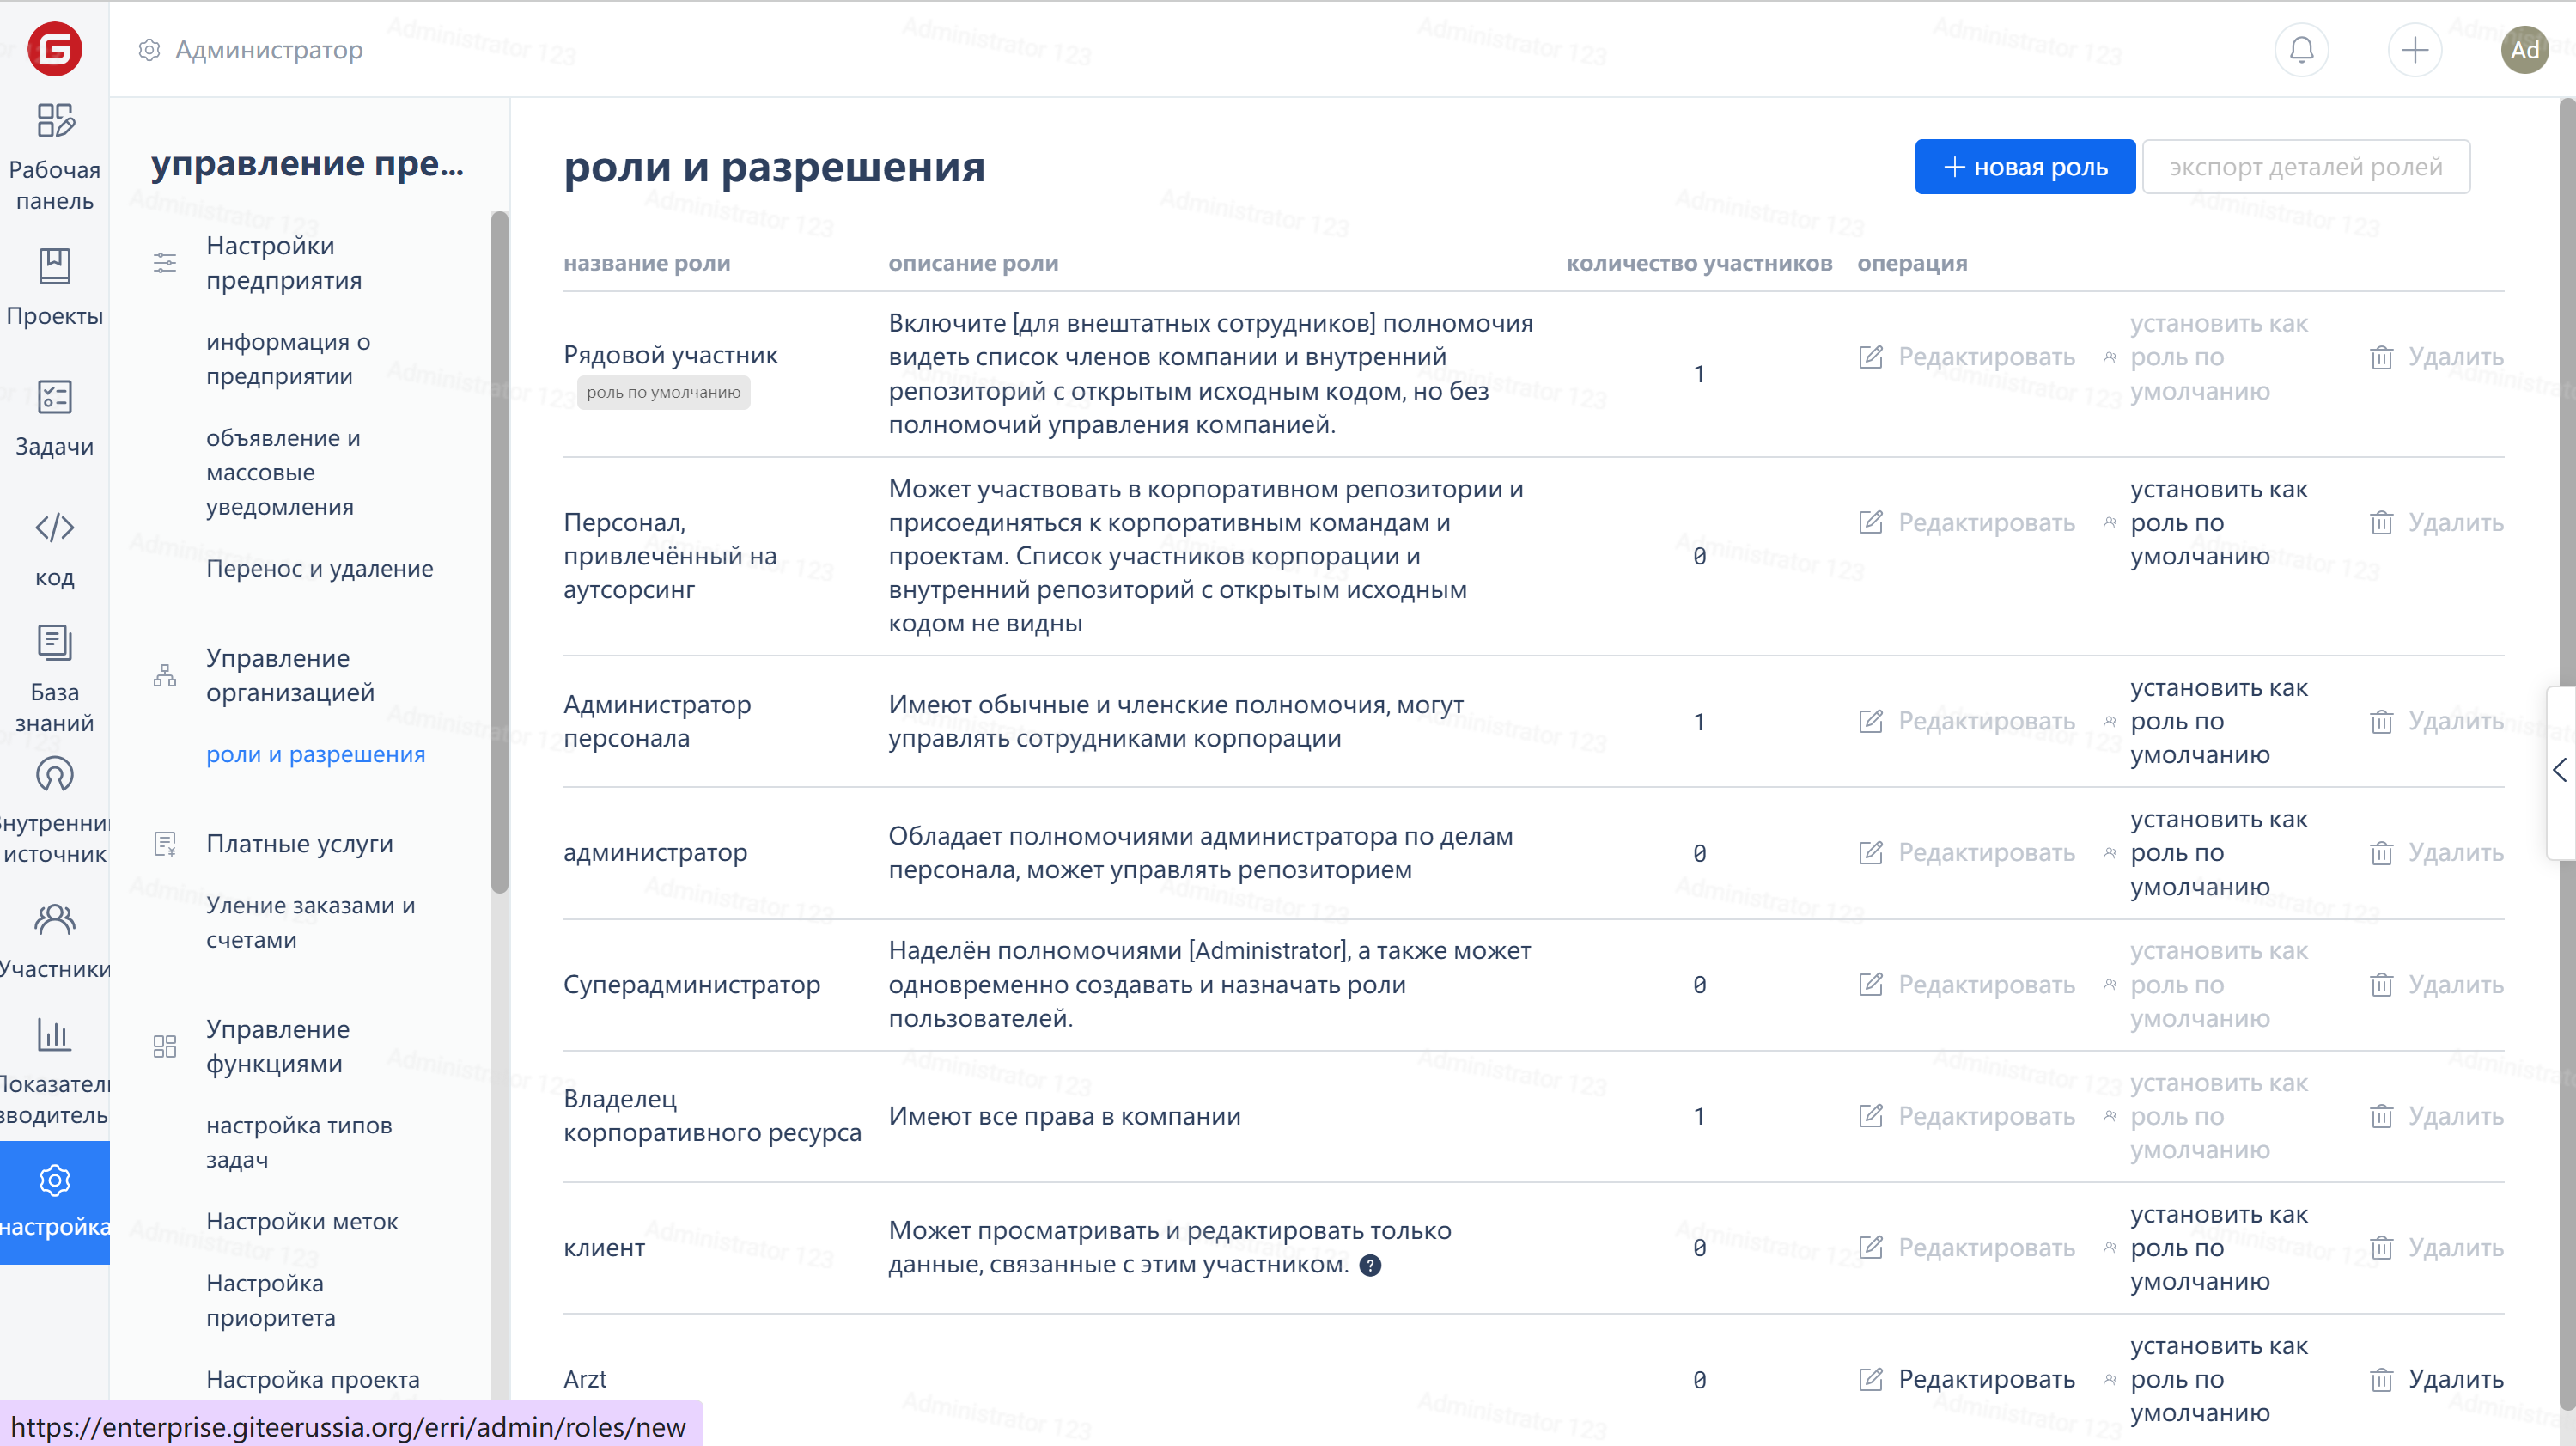 Администратор
Ad
Рабочая
панель
Проекты
Задачи
код
База
знаний
нутренни
источник
Участники
настройка
управление пре...
Настройки
предприятия
информация о
предприятии
объявление и
массовые
уведомления
Перенос и удаление
Управление
организацией
роли и разрешения
Платные услуги
Уление заказами и
счетами
Управление
функциями
настройка типов
задач
Настройки меток
Настройка
приоритета
Настройка проекта
роли и разрешения
новая роль
экспорт деталей ролей
название роли описание роли количество участников операция
Рядовой участник
роль по умолчанию
Включите [для внештатных сотрудников] полномочия
видеть список членов компании и внутренний
репозиторий с открытым исходным кодом, но без
полномочий управления компанией.
1
Редактировать
установить как
роль по
умолчанию
Удалить
Персонал,
привлечённый на
аутсорсинг
Может участвовать в корпоративном репозитории и
присоединяться к корпоративным командам и
проектам. Список участников корпорации и
внутренний репозиторий с открытым исходным
кодом не видны
0
Редактировать
установить как
роль по
умолчанию
Удалить
Администратор
персонала
Имеют обычные и членские полномочия, могут
управлять сотрудниками корпорации
1
Редактировать
установить как
роль по
умолчанию
Удалить
администратор
Обладает полномочиями администратора по делам
персонала, может управлять репозиторием
0
Редактировать
установить как
роль по
умолчанию
Удалить
Суперадминистратор
Наделён полномочиями [Administrator], а также может
одновременно создавать и назначать роли
пользователей.
0
Редактировать
установить как
роль по
умолчанию
Удалить
Владелец
корпоративного ресурса
Имеют все права в компании
1
Редактировать
установить как
роль по
умолчанию
Удалить
клиент
Может просматривать и редактировать только
данные, связанные с этим участником.
0
Редактировать
установить как
роль по
умолчанию
Удалить
Arzt
0
Редактировать
установить как
роль по
умолчанию
Удалить
https://enterprise.giteerussia.org/erri/admin/roles/new
Administrator 123